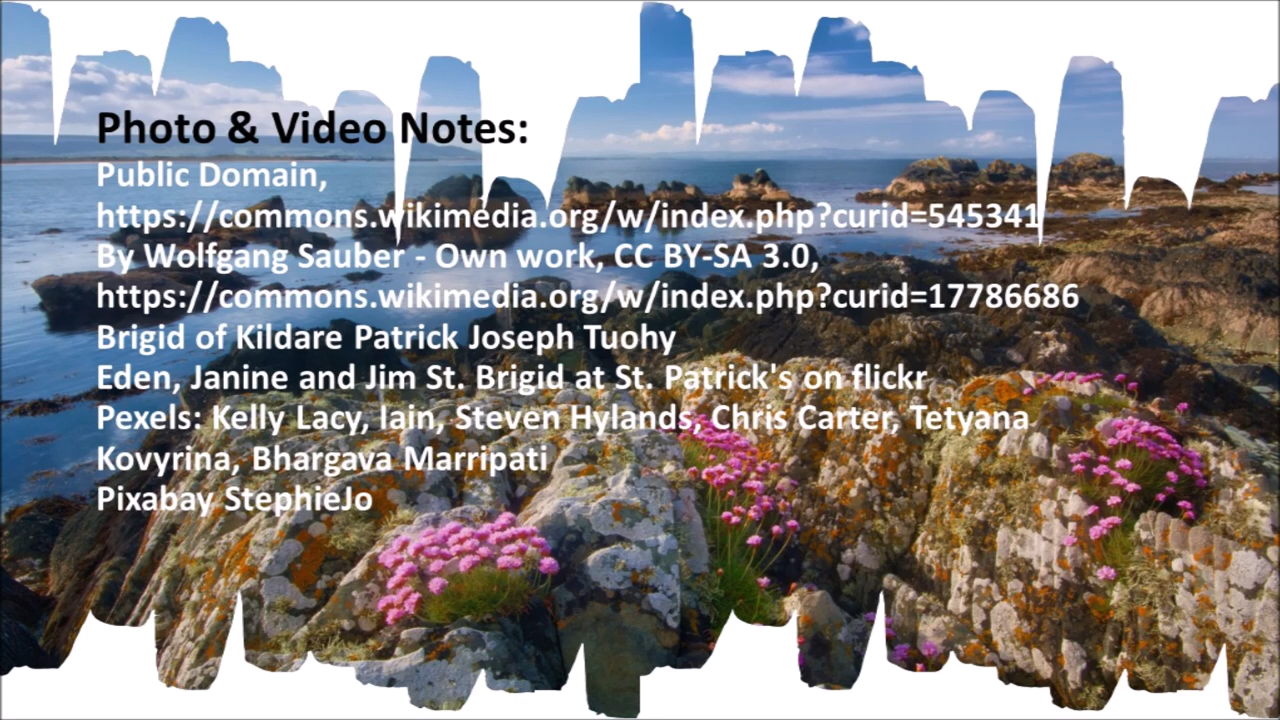 Photo & Video Notes:
Public Domain,
https://commons.wikimedia.org/w/index.php?curid=545341
By Wolfgang Sauber - Own work, CC BY-SA 3.0,
https://commons.wikimedia.org/w/index.php?curid=17786686
Brigid of Kildare Patrick Joseph Tuohy
Eden, Janine and Jim St. Brigid at St. Patrick's on flickr
Pexels: Kelly Lacy, Iain, Steven Hylands, Chris Carter, Tetyana
Kovyrina, Bhargava Marripati
Pixabay StephieJo